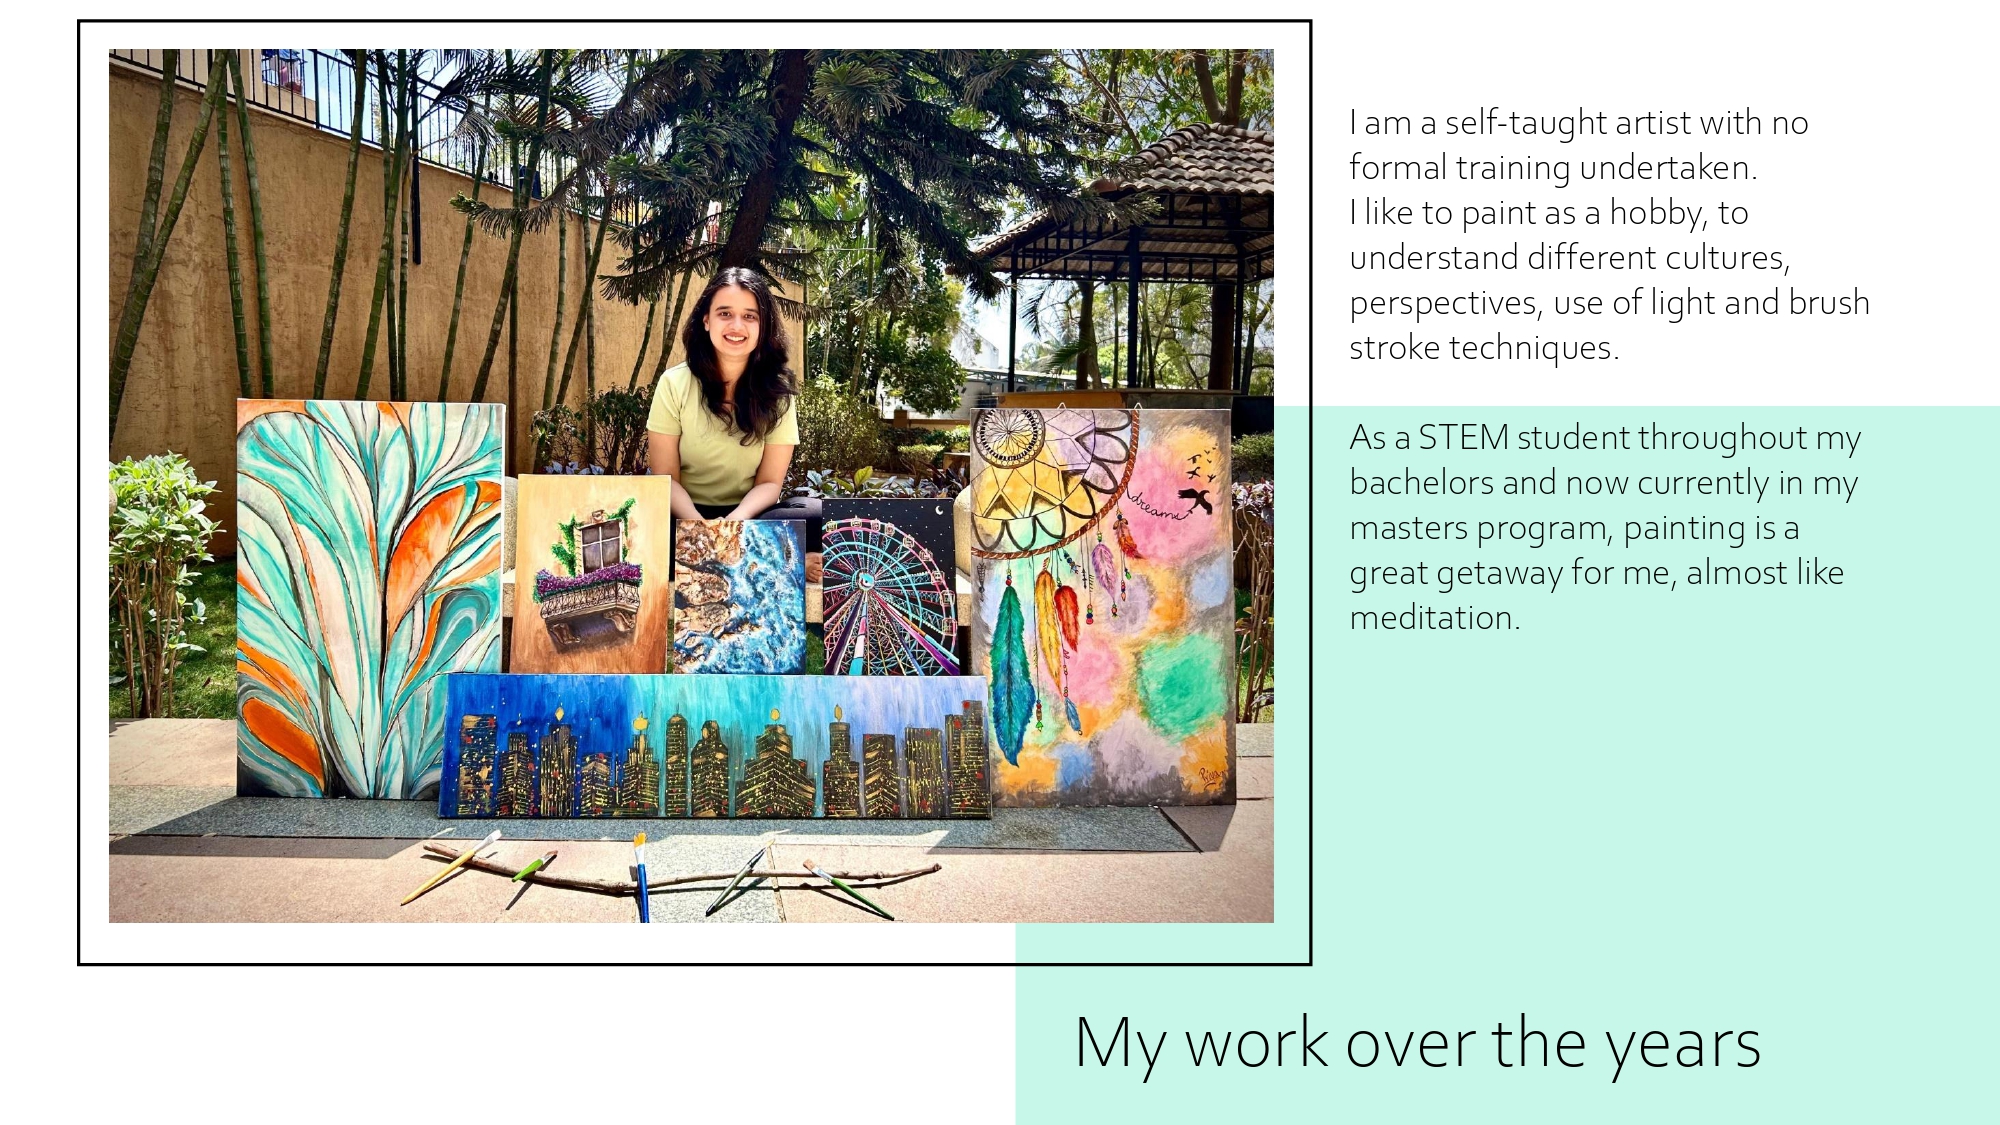 I am a self-taught artist with no
formal training undertaken.
I like to paint as a hobby, to
understand different cultures,
perspectives, use of light and brush
stroke techniques.
As a STEM student throughout my
bachelors and now currently in my
masters program, painting is a
great getaway for me, almost like
meditation.
dreams
My work over the years